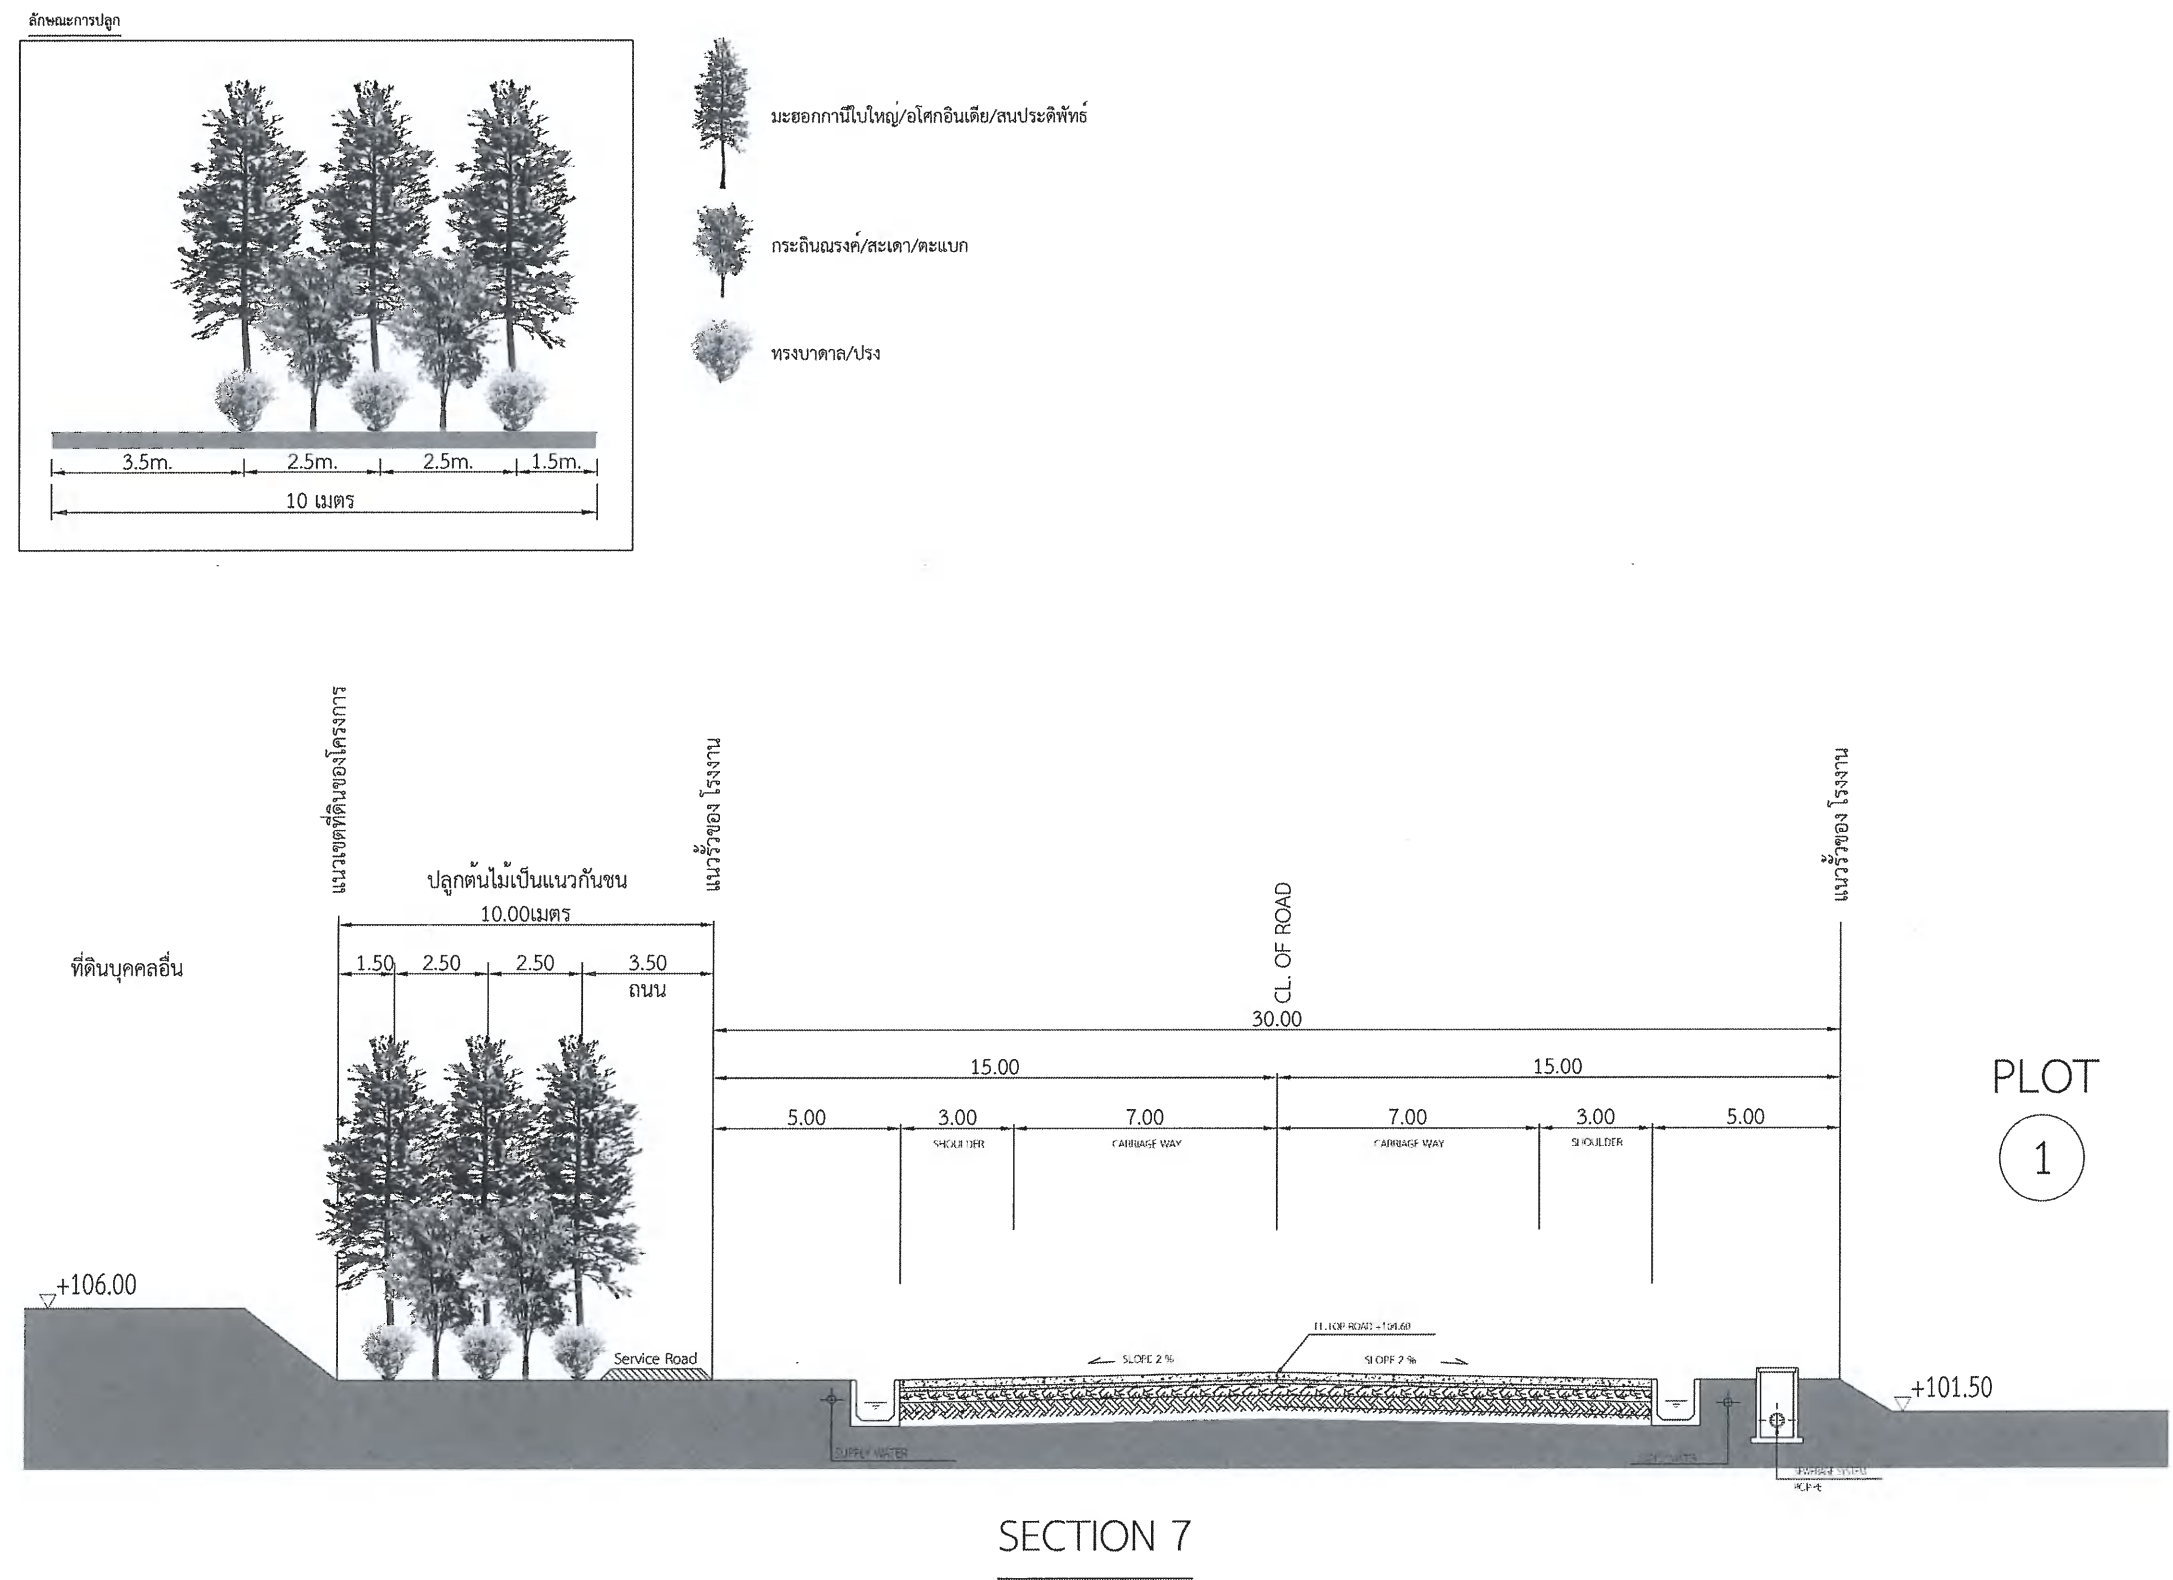 ลักษณะการปลูก
มะฮอกกานีใบใหญ่/อโศกอินเดีย/สนประดิพัทธ์
กระถินณรงค์/สะเดา/ตะแบก
ทรงบาดาล/ปรง
3.5m. 2.5m. 2.5m. 1.5m.
10 เมตร
แนวเขตที่ดินของโครงการ
แนวรั้วของ โรงงาน
แนวรั้วของ โรงงาน
ปลูกต้นไม้เป็นแนวกันชน
10.00เมตร
CL. OF ROAD
ที่ดินบุคคลอื่น
1.50 2.50 2.50 3.50
ถนน
30.00
15.00 15.00
PLOT
1
5.00 3.00 7.00 7.00 3.00 5.00
SHOULDER CARRIAGE WAY CARRIAGE WAY SHOULDER
+106.00
TOP ROAD +104.60
Service Road
SLOPE 2 % SLOPE 2 %
+101.50
SUPPLY WATER
SEWERAGE SYSTEM
SECTION 7